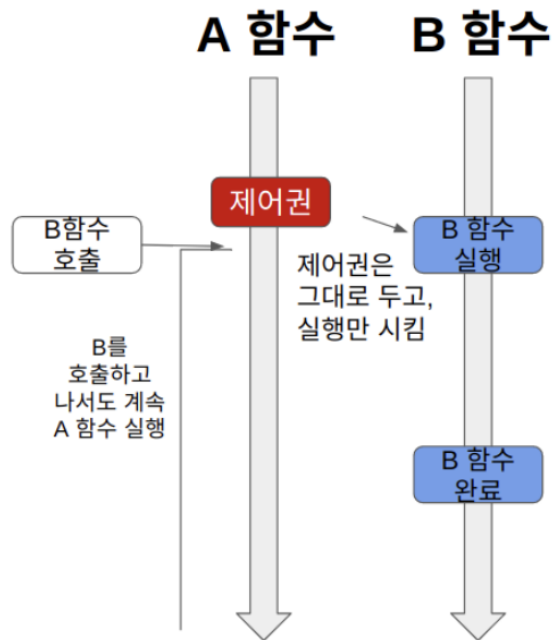 A 함수
B 함수
제어권
B함수
호출
B 함수
실행
제어권은
그대로 두고,
실행만 시킴
B를
호출하고
나서도 계속
A 함수 실행
B 함수
완료